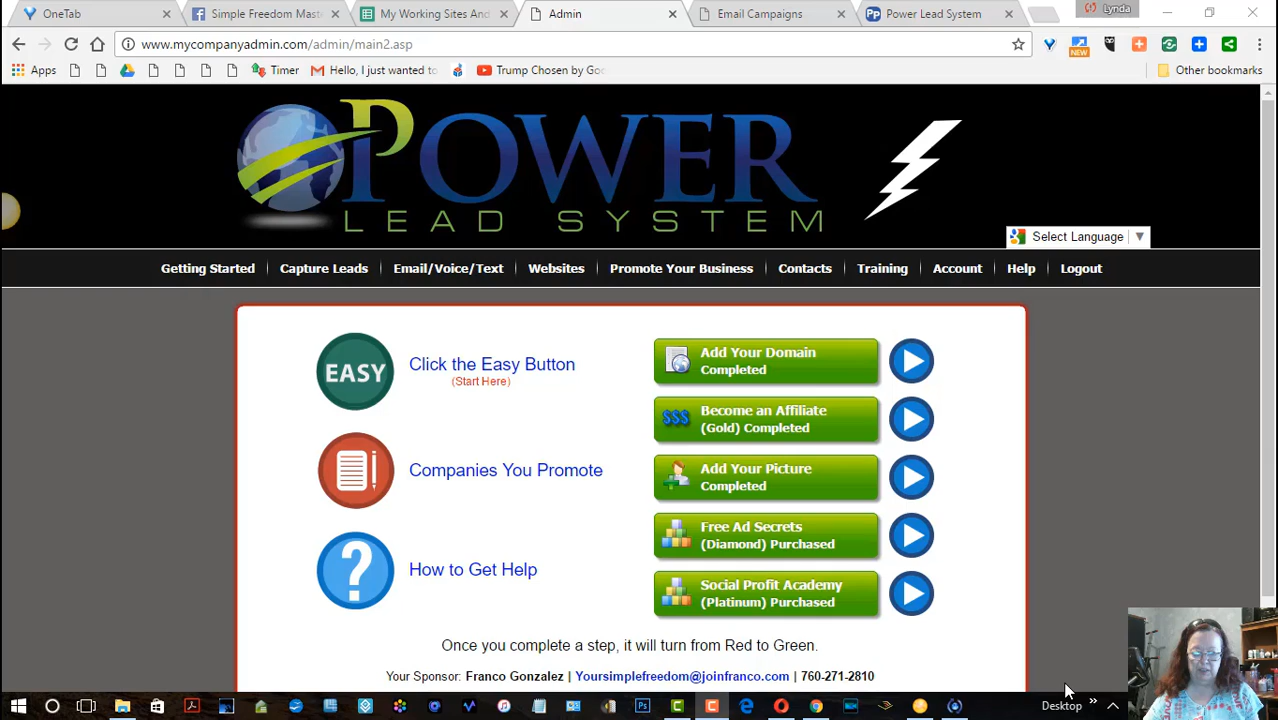 OneTab
Simple Freedom Mast
My Working Sites And
Admin
Email Campaigns
Power Lead System
Lynda
www.mycompanyadmin.com/admin/main2.asp
NEW
Apps
Timer
Hello, I just wanted to
Trump Chosen by Go
Other bookmarks
POWER
LEAD SYSTEM
Select Language ▼
Getting Started
Capture Leads
Email/Voice/Text
Websites
Promote Your Business
Contacts
Training
Account
Help
Logout
EASY
Click the Easy Button
(Start Here)
Companies You Promote
?
How to Get Help
Add Your Domain
Completed
$$$
Become an Affiliate
(Gold) Completed
Add Your Picture
Completed
Free Ad Secrets
(Diamond) Purchased
Social Profit Academy
(Platinum) Purchased
Once you complete a step, it will turn from Red to Green.
Your Sponsor: Franco Gonzalez | Yoursimplefreedom@joinfranco.com | 760-271-2810
Desktop